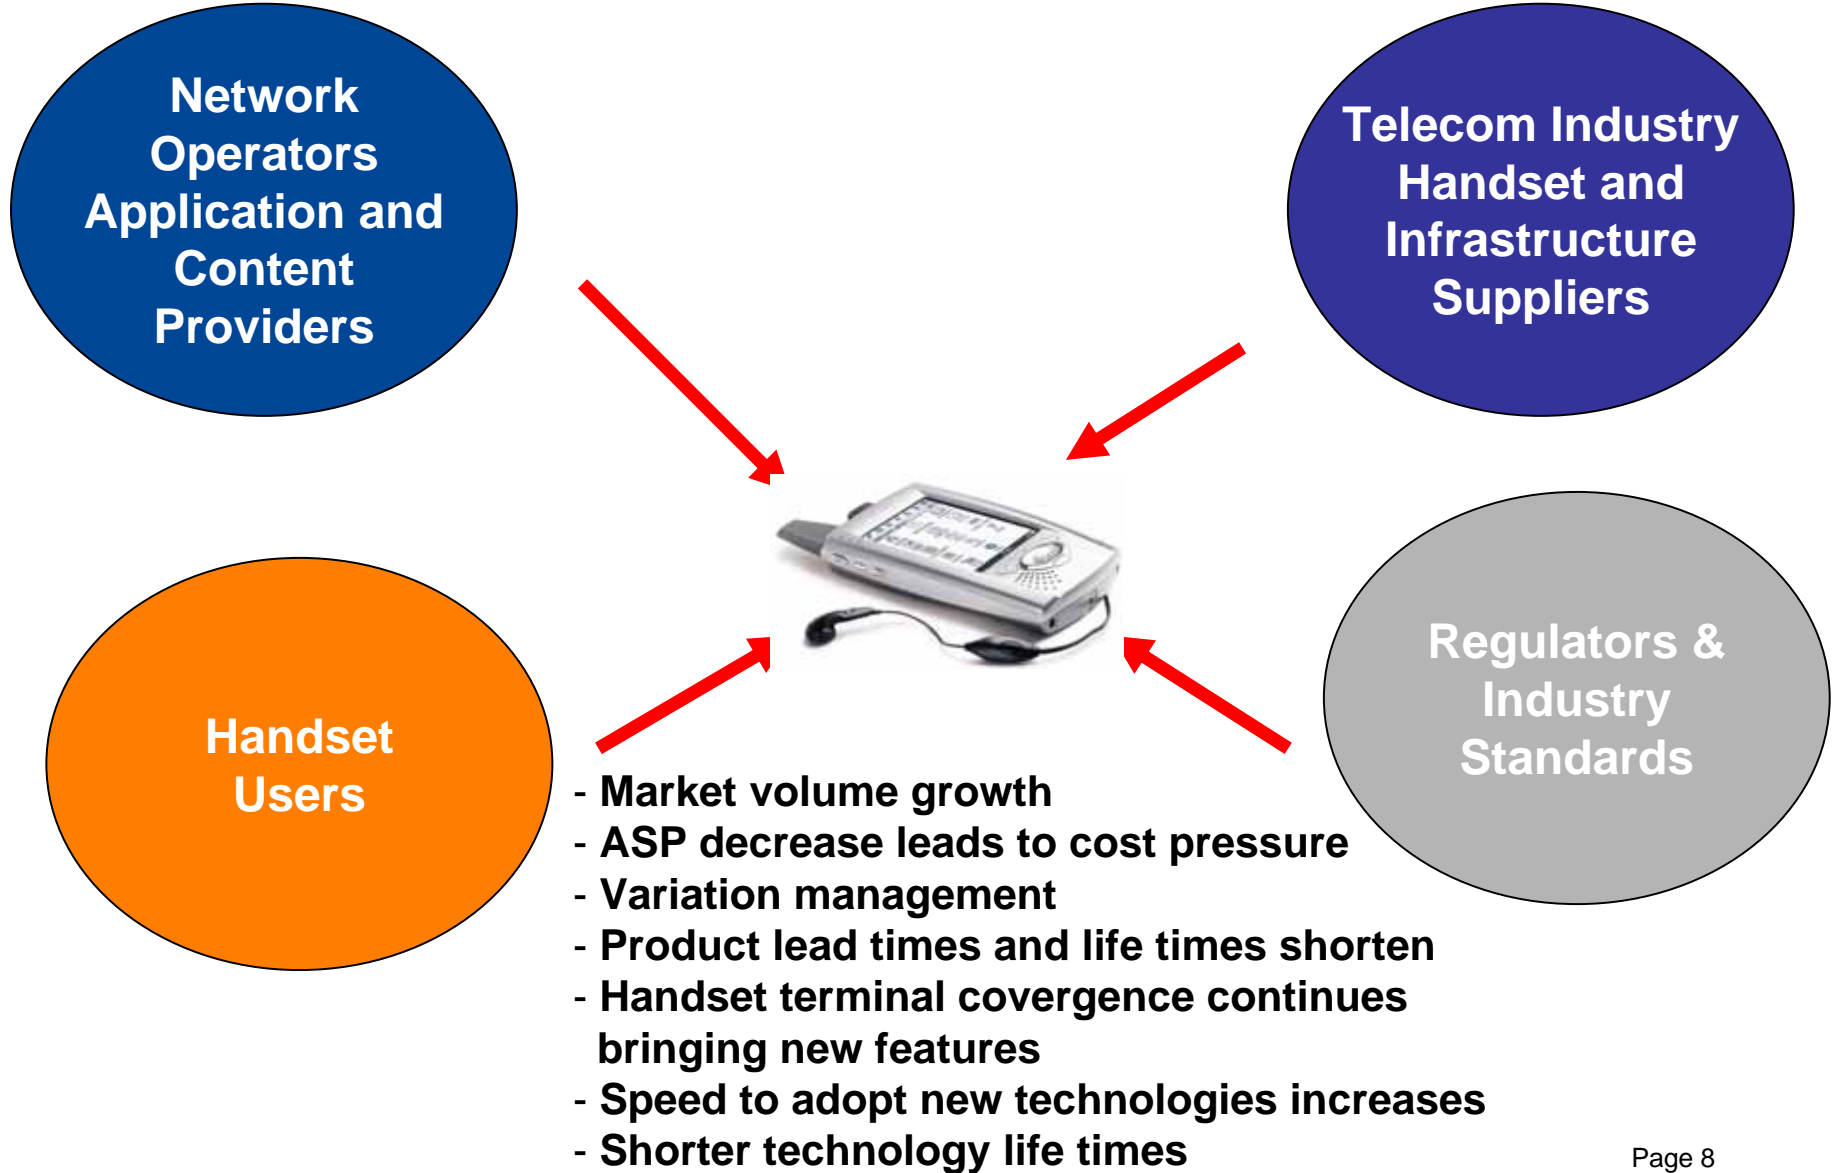 Network
Operators
Application and
Content
Providers
Telecom Industry
Handset and
Infrastructure
Suppliers
Handset
Users
Regulators &
Industry
Standards
- Market volume growth
- ASP decrease leads to cost pressure
- Variation management
- Product lead times and life times shorten
- Handset terminal covergence continues
bringing new features
- Speed to adopt new technologies increases
- Shorter technology life times
Page 8